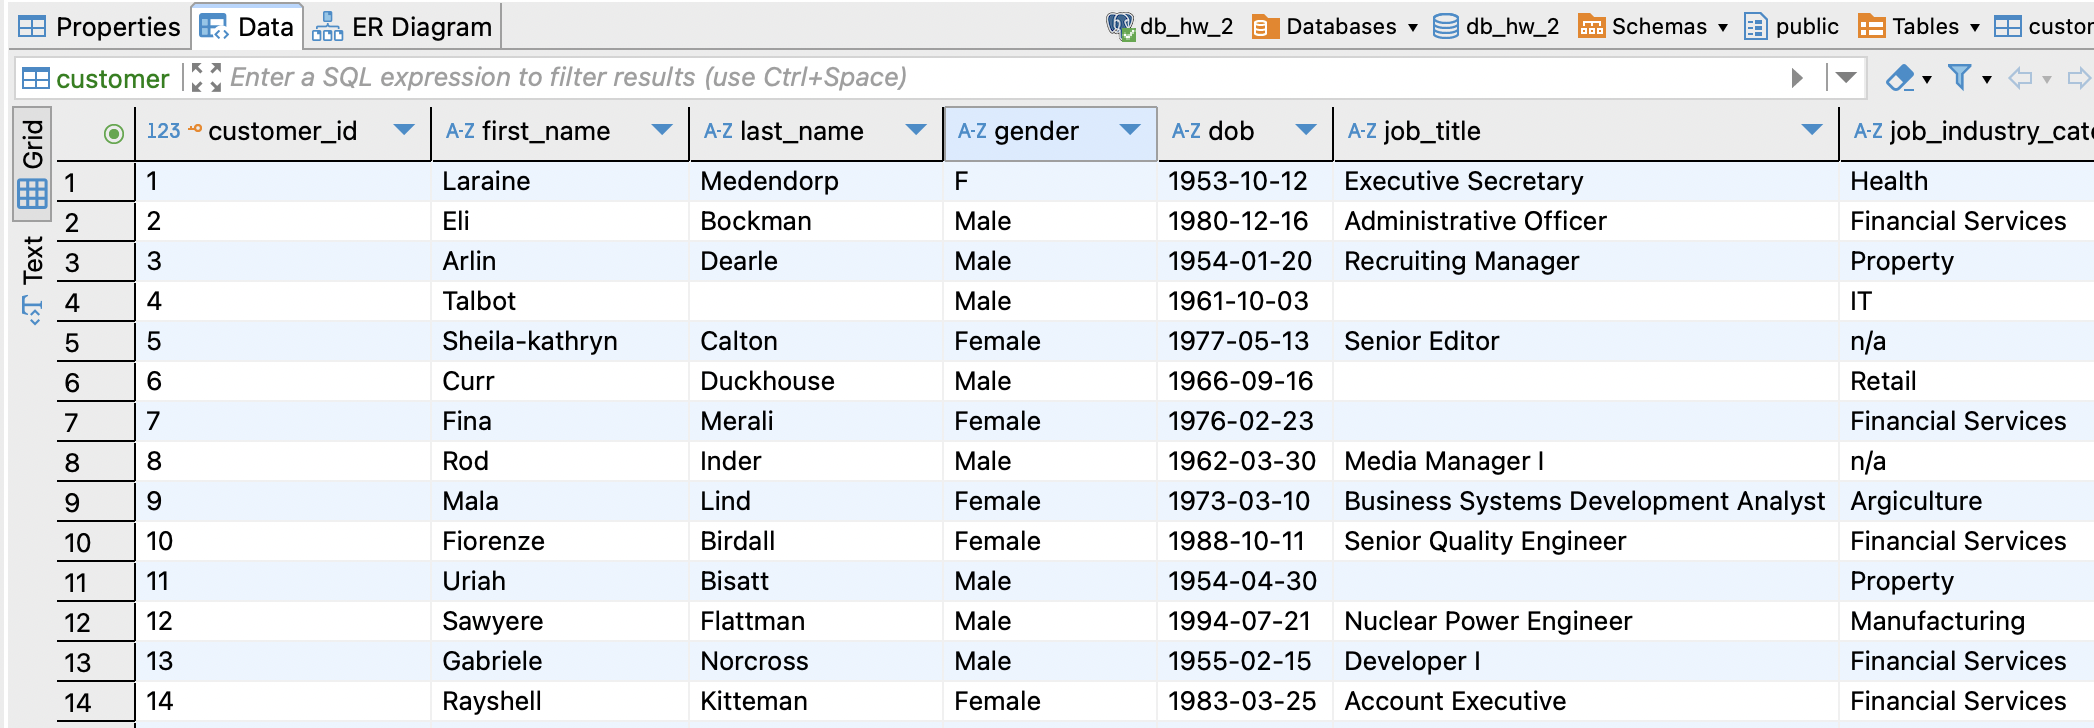 Properties Data ER Diagram db_hw_2 Databases db_hw_2 Schemas public Tables custor
customer Enter a SQL expression to filter results (use Ctrl+Space)
Grid
Text
123 customer_id A-Z first_name A-Z last_name A-Z gender A-Z dob A-Z job_title A-Z job_industry_cate
1 1 Laraine Medendorp F 1953-10-12 Executive Secretary Health
2 2 Eli Bockman Male 1980-12-16 Administrative Officer Financial Services
3 3 Arlin Dearle Male 1954-01-20 Recruiting Manager Property
4 4 Talbot Male 1961-10-03 IT
5 5 Sheila-kathryn Calton Female 1977-05-13 Senior Editor n/a
6 6 Curr Duckhouse Male 1966-09-16 Retail
7 7 Fina Merali Female 1976-02-23 Financial Services
8 8 Rod Inder Male 1962-03-30 Media Manager I n/a
9 9 Mala Lind Female 1973-03-10 Business Systems Development Analyst Argiculture
10 10 Fiorenze Birdall Female 1988-10-11 Senior Quality Engineer Financial Services
11 11 Uriah Bisatt Male 1954-04-30 Property
12 12 Sawyere Flattman Male 1994-07-21 Nuclear Power Engineer Manufacturing
13 13 Gabriele Norcross Male 1955-02-15 Developer I Financial Services
14 14 Rayshell Kitteman Female 1983-03-25 Account Executive Financial Services